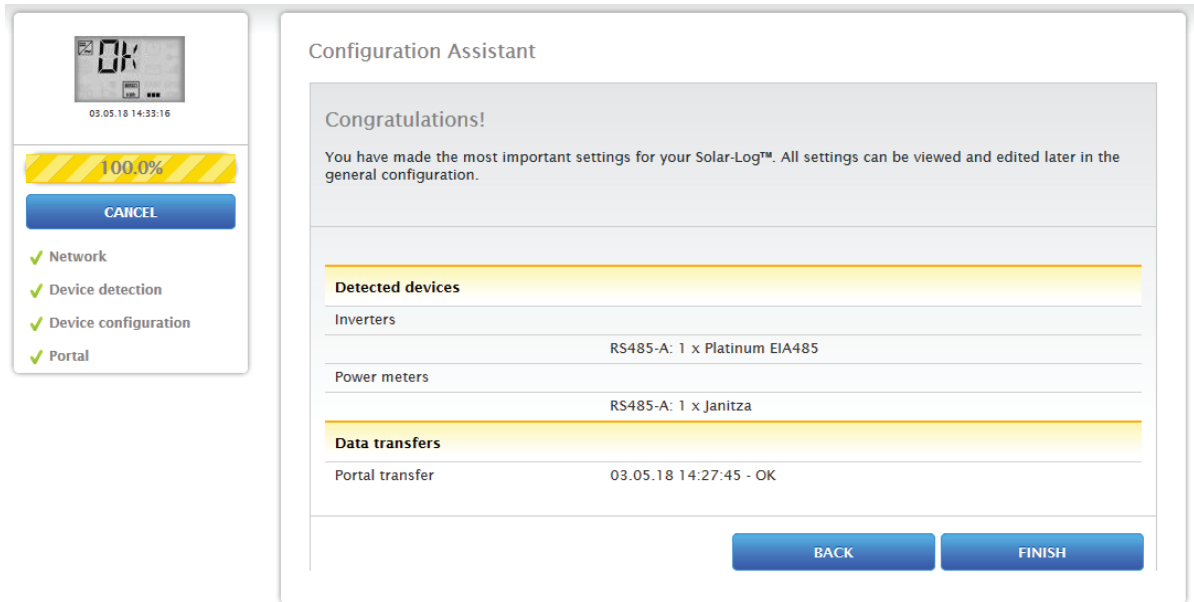 OK
03.05.18 14:33:16
100.0%
CANCEL
Network
Device detection
Device configuration
Portal
Configuration Assistant
Congratulations!
You have made the most important settings for your Solar-Log™. All settings can be viewed and edited later in the
general configuration.
Detected devices
Inverters
RS485-A: 1 x Platinum EIA485
Power meters
RS485-A: 1 x Janitza
Data transfers
Portal transfer 03.05.18 14:27:45 - OK
BACK FINISH